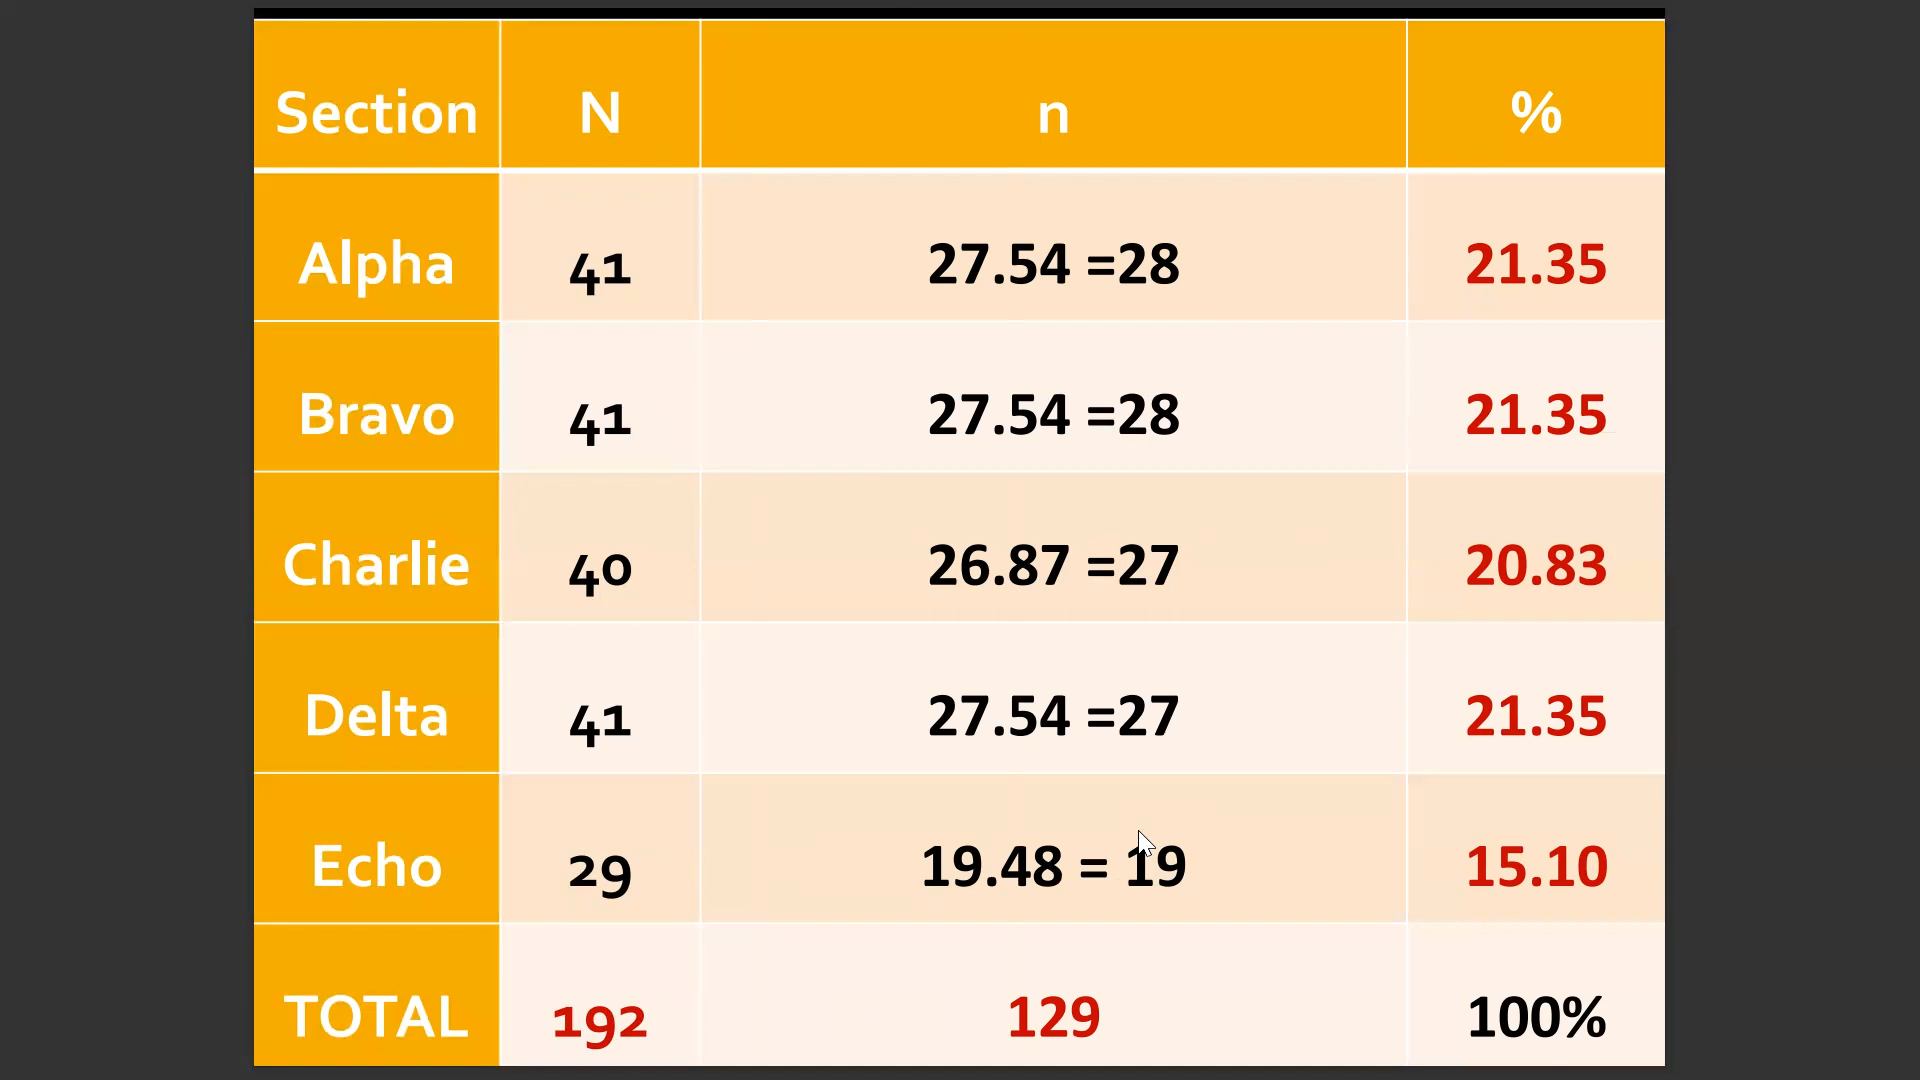 Section N n %
Alpha 41 27.54 =28 21.35
Bravo 41 27.54 =28 21.35
Charlie 40 26.87 =27 20.83
Delta 41 27.54 =27 21.35
Echo 29 19.48 = 19 15.10
TOTAL 192 129 100%